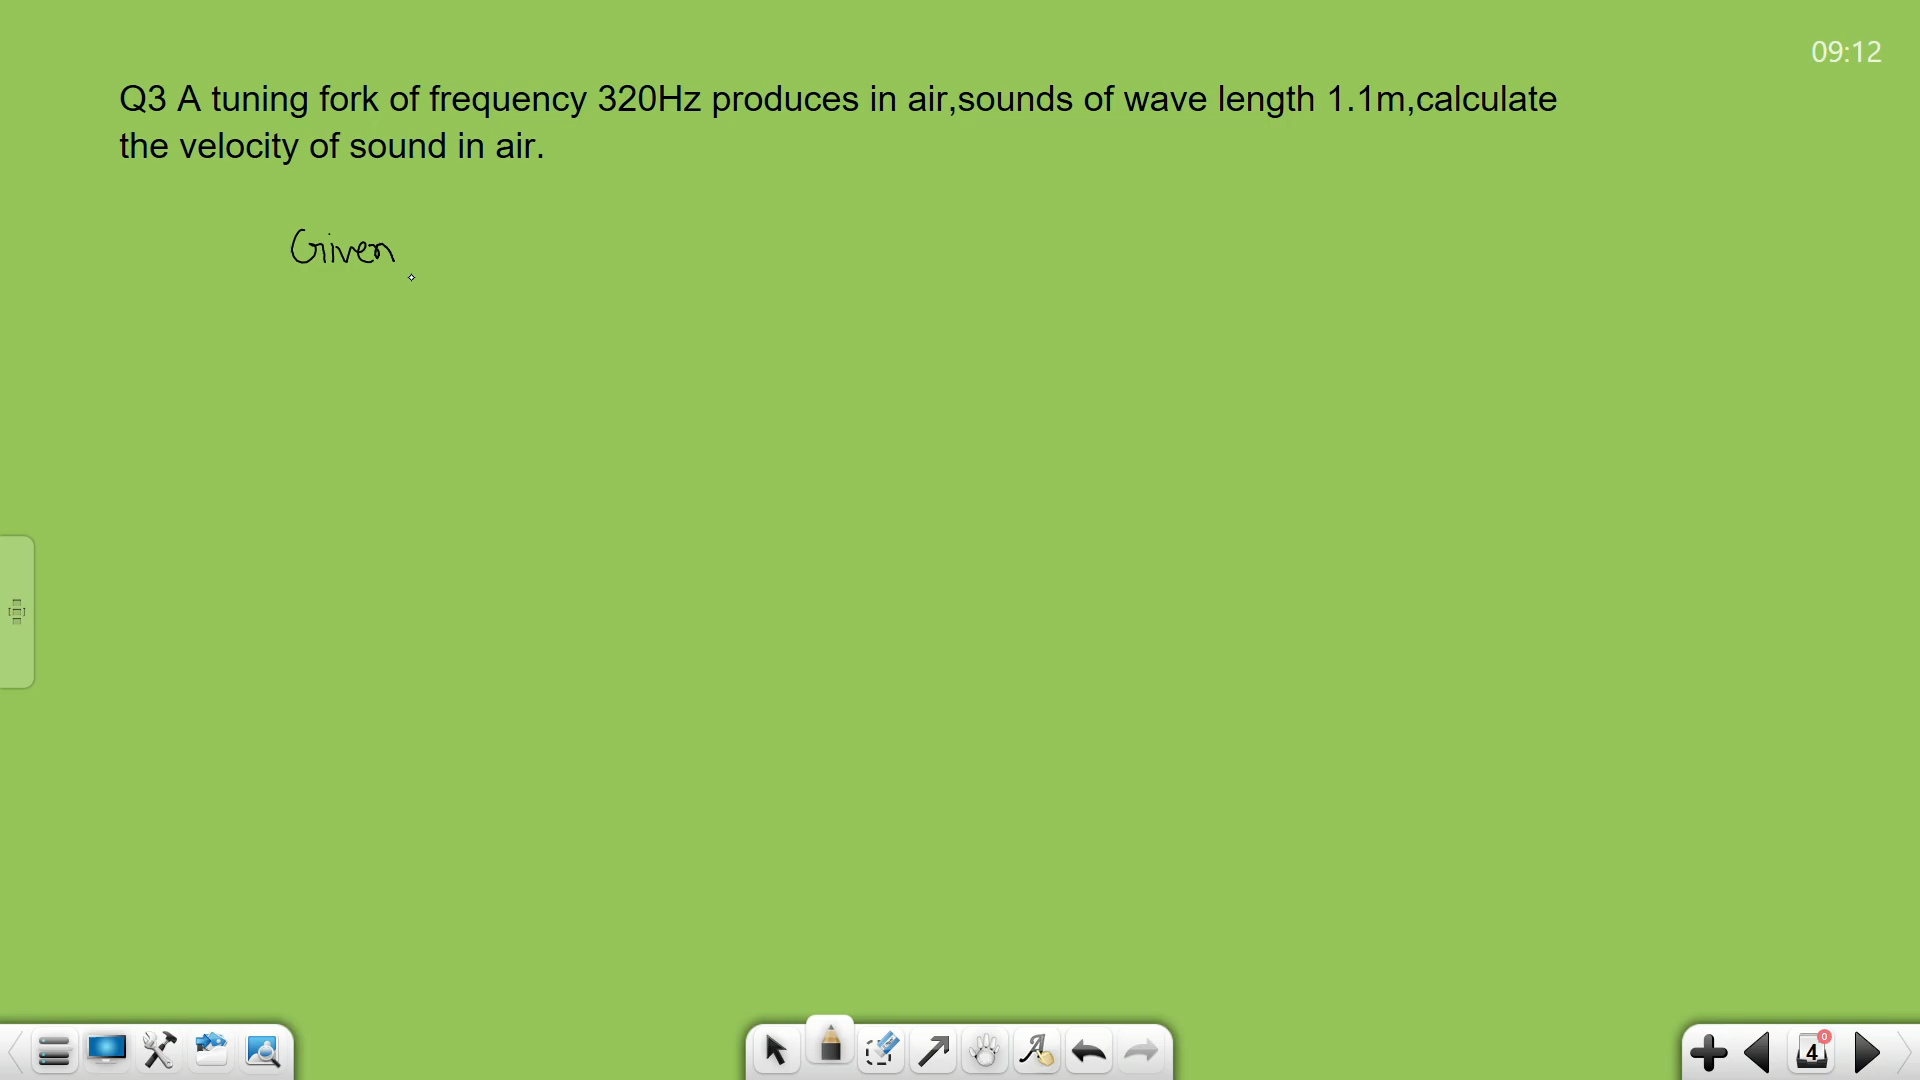 09:12
Q3 A tuning fork of frequency 320Hz produces in air,sounds of wave length 1.1m,calculate
the velocity of sound in air.
Given
4
0